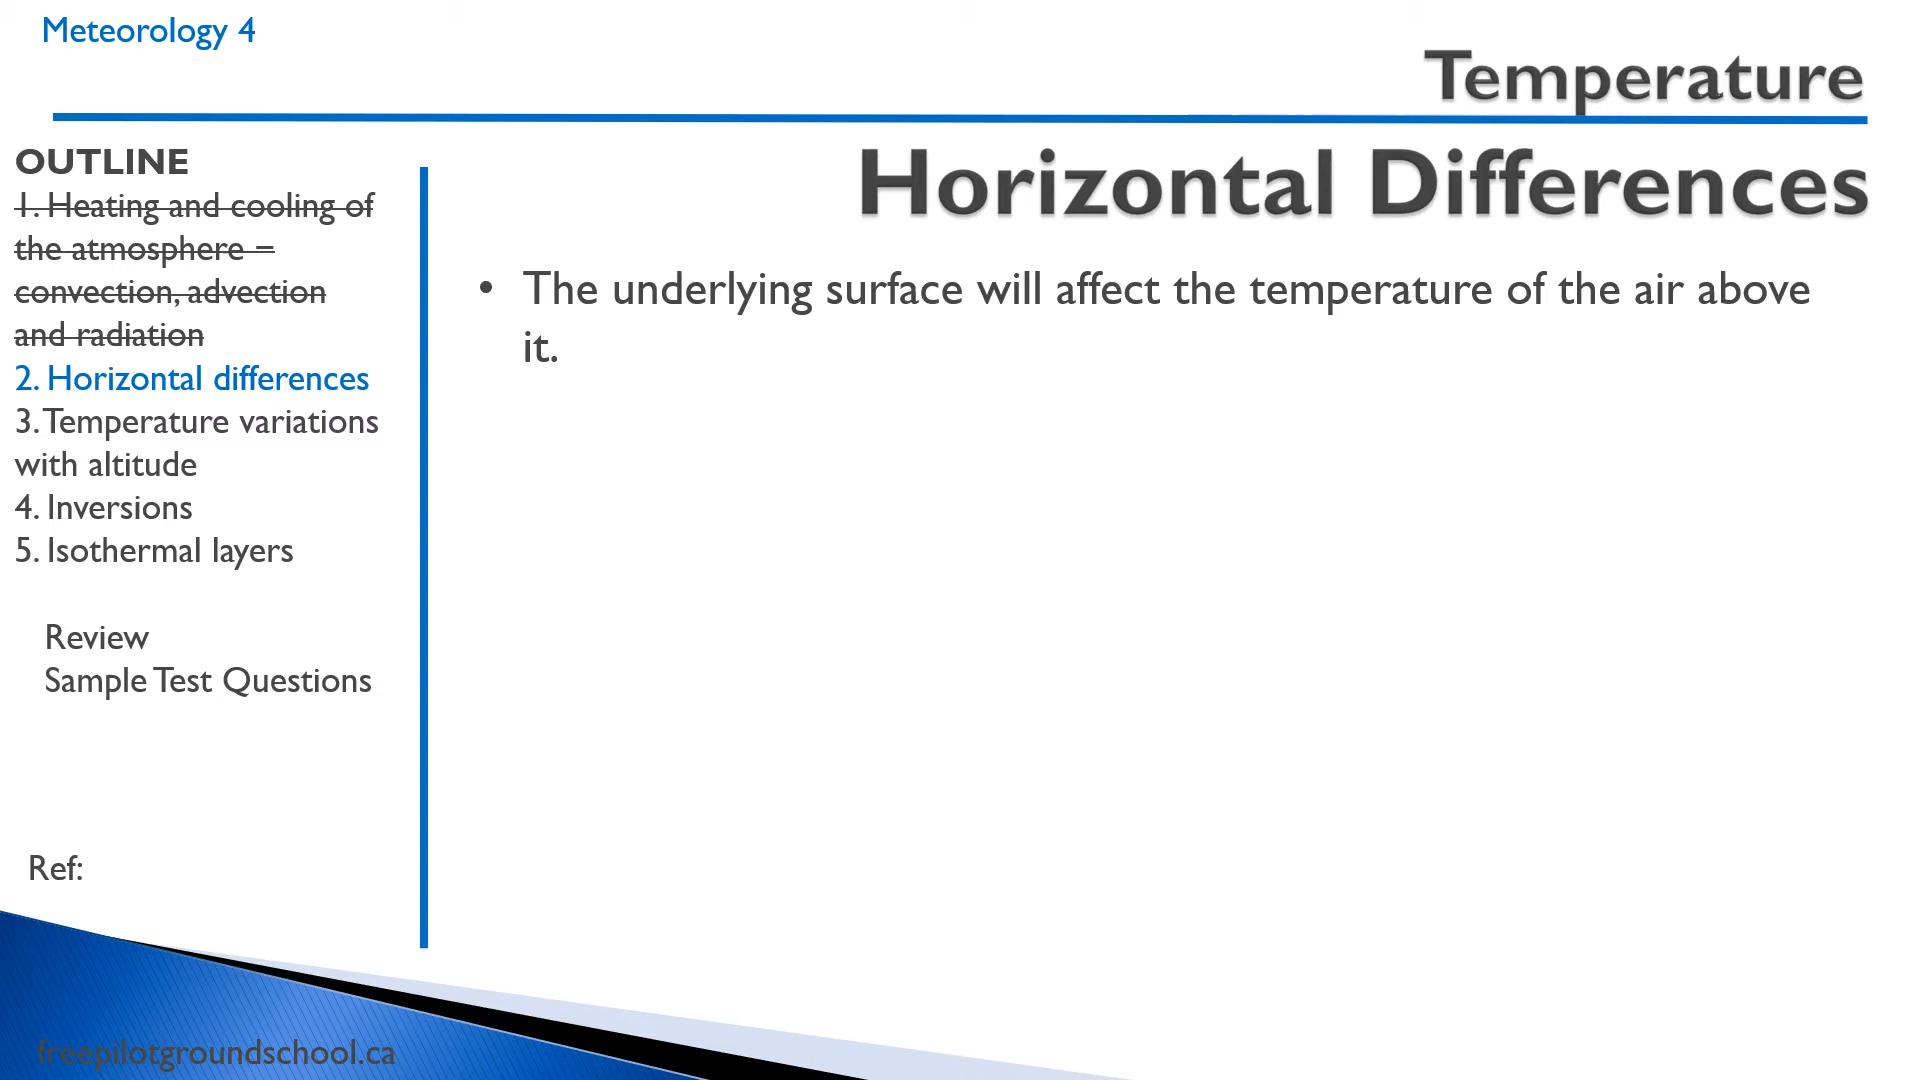 Meteorology 4
Temperature
OUTLINE
1. Heating and cooling of
the atmosphere –
convection, advection
and radiation
2. Horizontal differences
3. Temperature variations
with altitude
4. Inversions
5. Isothermal layers
Review
Sample Test Questions
Ref:
Horizontal Differences
• The underlying surface will affect the temperature of the air above
it.
freepilotgroundschool.ca